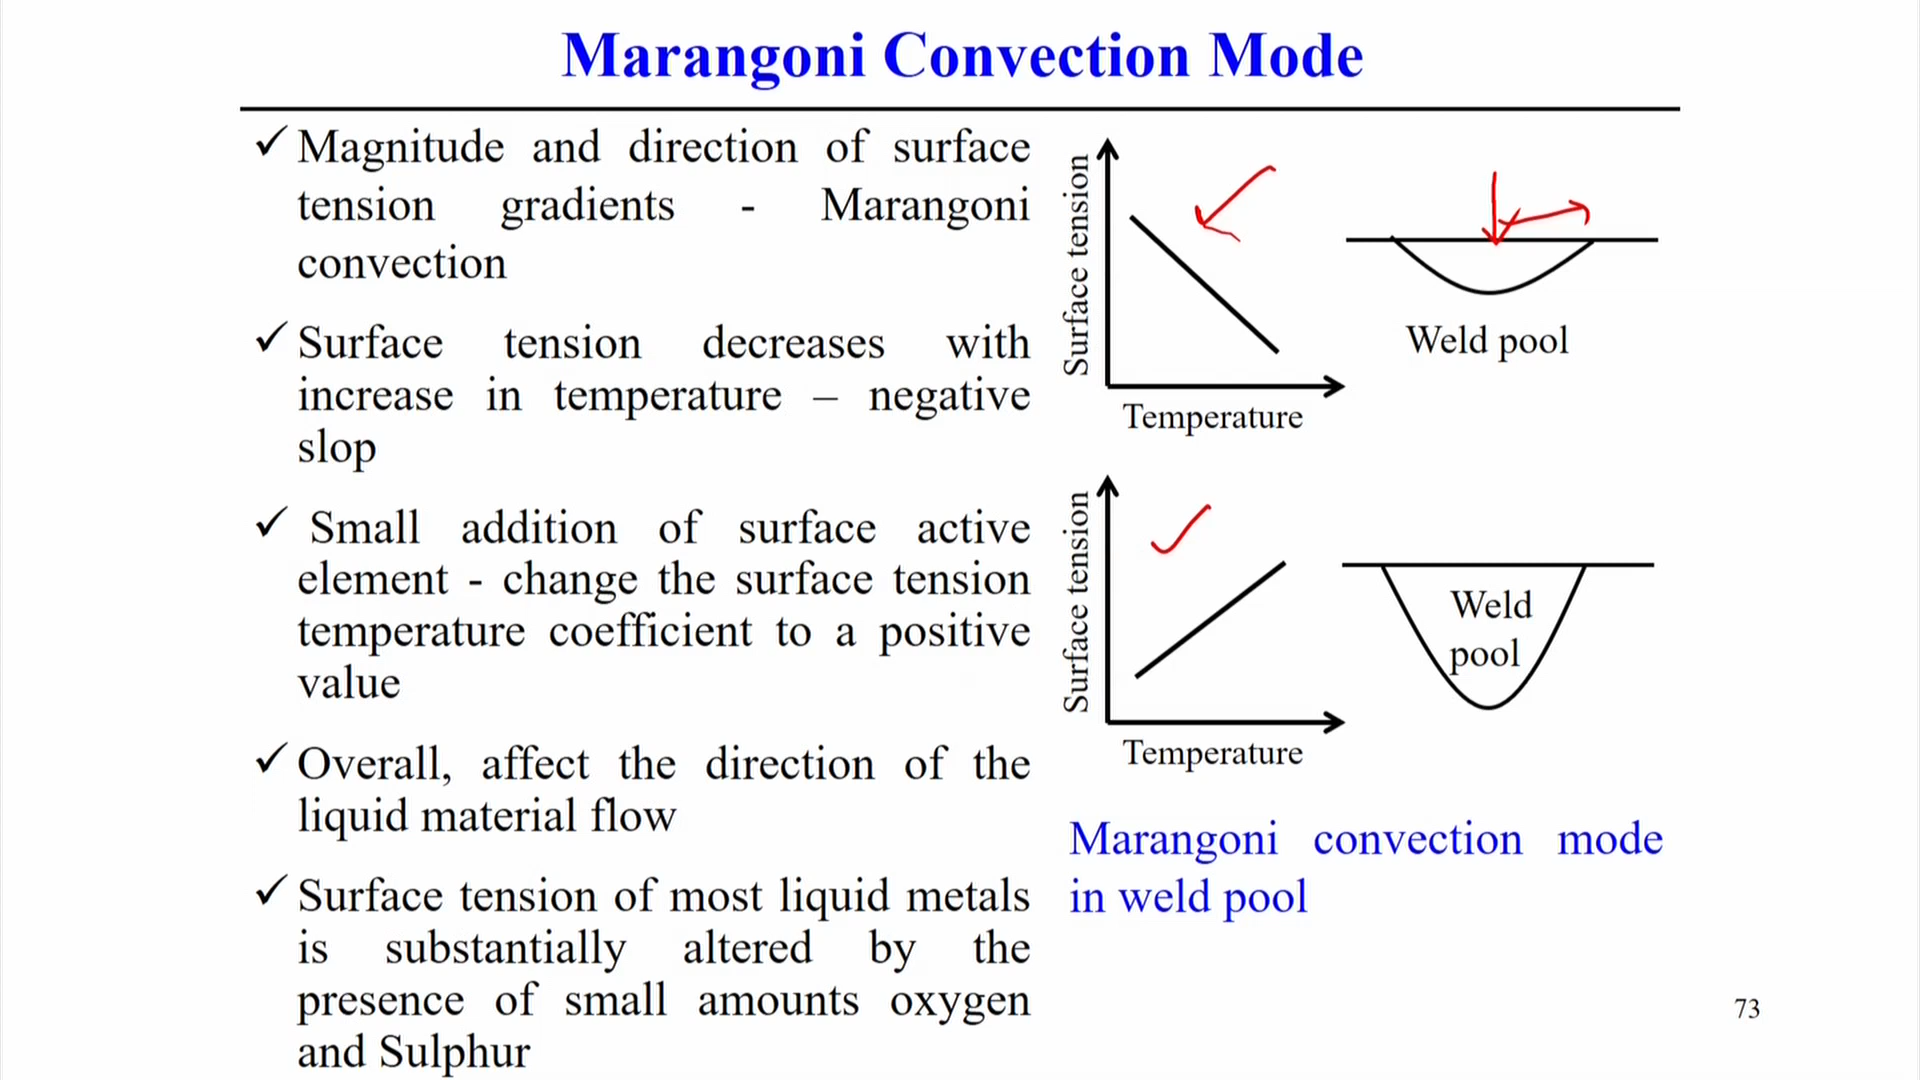 Marangoni Convection Mode
✓ Magnitude and direction of surface
tension gradients - Marangoni
convection
✓ Surface tension decreases with
increase in temperature – negative
slop
✓ Small addition of surface active
element - change the surface tension
temperature coefficient to a positive
value
✓ Overall, affect the direction of the
liquid material flow
✓ Surface tension of most liquid metals
is substantially altered by the
presence of small amounts oxygen
and Sulphur
Surface tension
Temperature
Weld pool
Surface tension
Temperature
Weld
pool
Marangoni convection mode
in weld pool
73